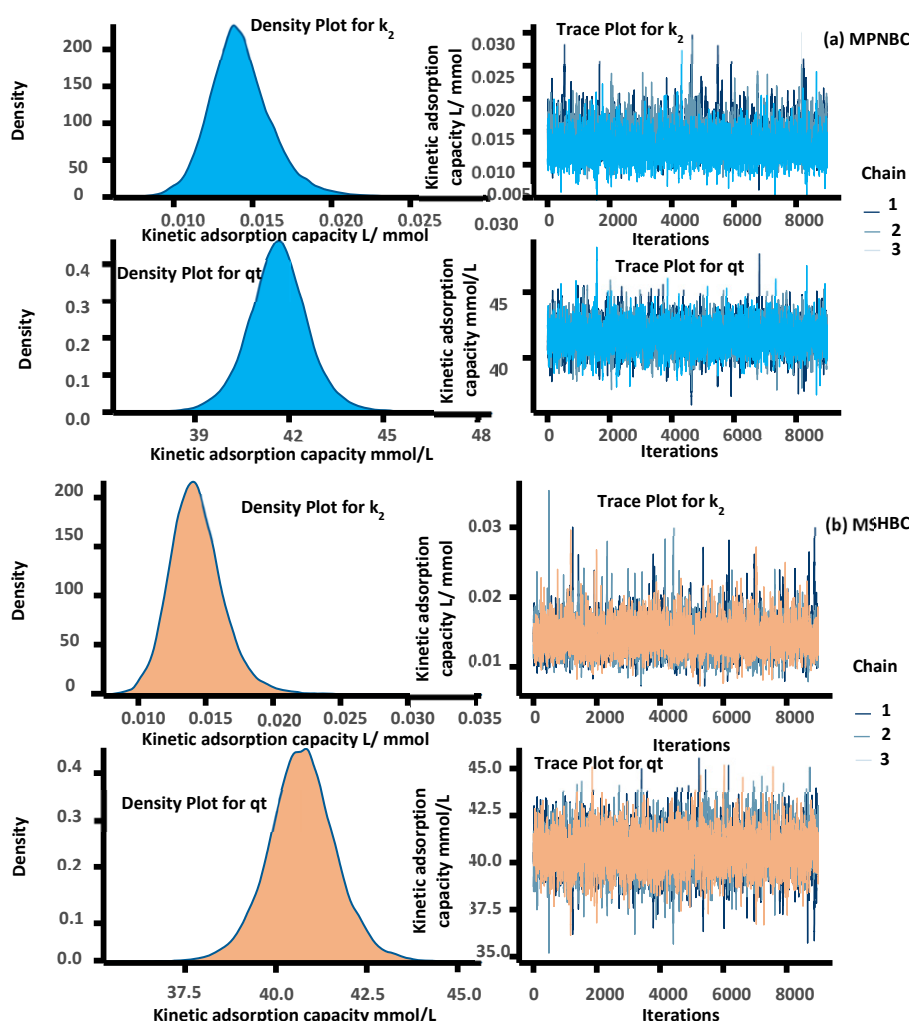 Density Plot for k2
Density
200
150
100
50
0
0.010
0.015
0.020
0.025
0.030
Kinetic adsorption capacity L/ mmol
Trace Plot for k2
(a) MPNBC
Kinetic adsorption
capacity L/ mmol
0.030
0.025
0.020
0.015
0.010
0.005
0
2000
4000
6000
8000
Iterations
Chain
1
2
3
Density Plot for qt
Density
0.4
0.3
0.2
0.1
0.0
39
42
45
48
Kinetic adsorption capacity mmol/L
Trace Plot for qt
Kinetic adsorption
capacity mmol/L
45
40
0
2000
4000
6000
8000
Iterations
Density Plot for k2
Density
200
150
100
50
0
0.010
0.015
0.020
0.025
0.030
0.035
Kinetic adsorption capacity L/ mmol
Trace Plot for k2
(b) MSHBC
Kinetic adsorption
capacity L/ mmol
0.03
0.02
0.01
0
2000
4000
6000
8000
Iterations
Chain
1
2
3
Density Plot for qt
Density
0.4
0.3
0.2
0.1
0.0
37.5
40.0
42.5
45.0
Kinetic adsorption capacity mmol/L
Trace Plot for qt
Kinetic adsorption
capacity mmol/L
45.0
42.5
40.0
37.5
35.0
0
2000
4000
6000
8000
Iterations